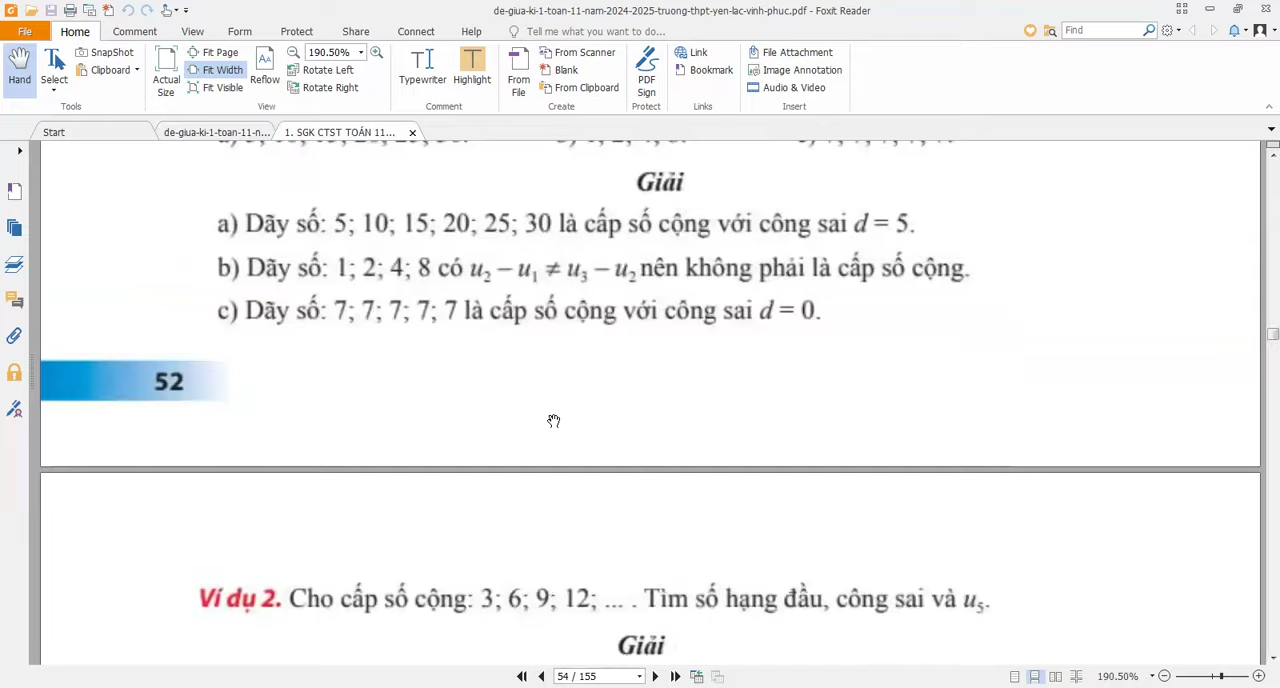 de-giua-ki-1-toan-11-nam-2024-2025-truong-thpt-yen-lac-vinh-phuc.pdf - Foxit Reader
File Home Comment View Form Protect Share Connect Help Tell me what you want to do... Find
Hand Select SnapShot Clipboard Actual Size Fit Page Fit Width Fit Visible Reflow 190.50% Rotate Left Rotate Right Typewriter Highlight From File From Scanner Blank From Clipboard PDF Sign Link Bookmark File Attachment Image Annotation Audio & Video
Tools View Comment Create Protect Links Insert
Start de-giua-ki-1-toan-11-n... 1. SGK CTST TOÁN 11...
Giải
a) Dãy số: 5; 10; 15; 20; 25; 30 là cấp số cộng với công sai d = 5.
b) Dãy số: 1; 2; 4; 8 có u₂ – u₁ ≠ u₃ – u₂ nên không phải là cấp số cộng.
c) Dãy số: 7; 7; 7; 7; 7 là cấp số cộng với công sai d = 0.
52
Ví dụ 2. Cho cấp số cộng: 3; 6; 9; 12; ... . Tìm số hạng đầu, công sai và u₅.
Giải
54 / 155 190.50%